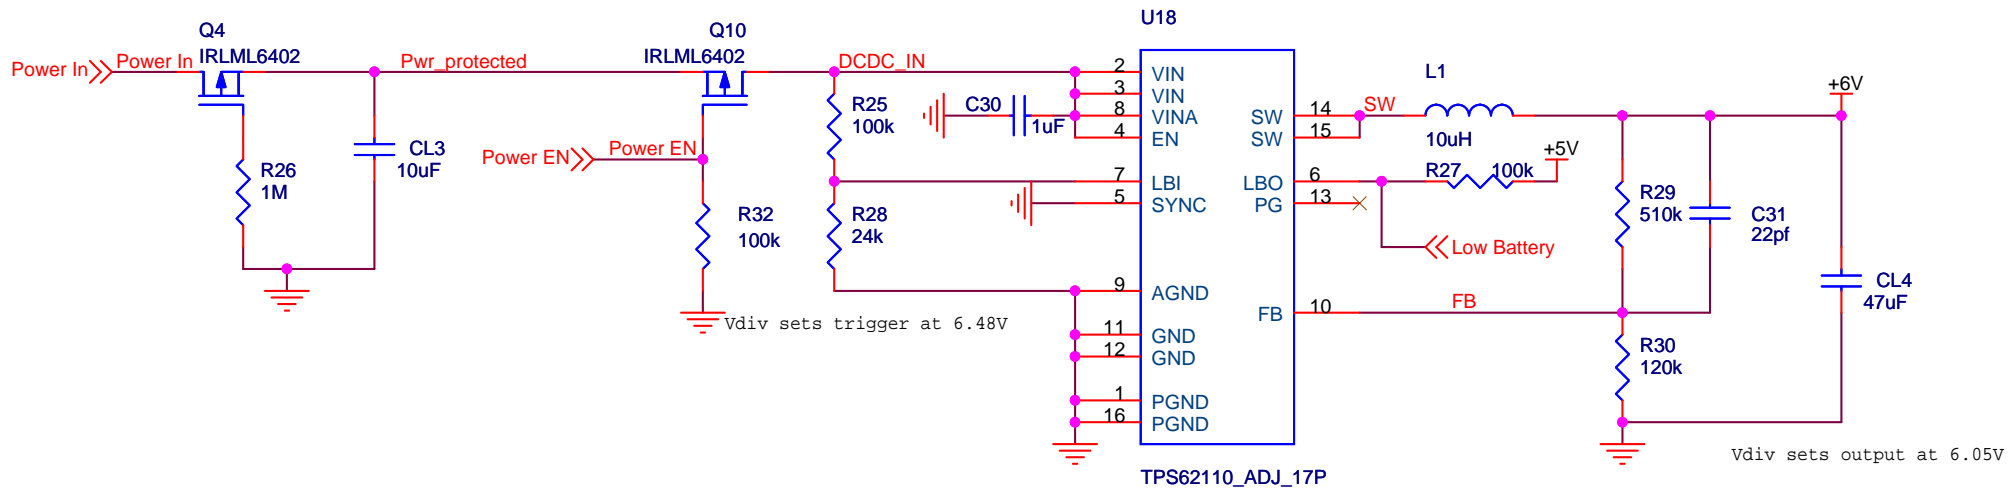 U18
Q4
Q10
IRLML6402
IRLML6402
Power In
Power In
Pwr_protected
DCDC_IN
L1
+6V
2
VIN
3
VIN
8
VINA
4
EN
R25
100k
C30
1uF
SW
14
SW
15
SW
10uH
+5V
CL3
10uF
Power EN
Power EN
R26
1M
7
LBI
5
SYNC
LBO
6
PG
13
R27
100k
R29
510k
C31
22pf
R32
100k
R28
24k
Low Battery
CL4
47uF
9
AGND
FB
10
FB
Vdiv sets trigger at 6.48V
11
GND
12
GND
R30
120k
1
PGND
16
PGND
Vdiv sets output at 6.05V
TPS62110_ADJ_17P